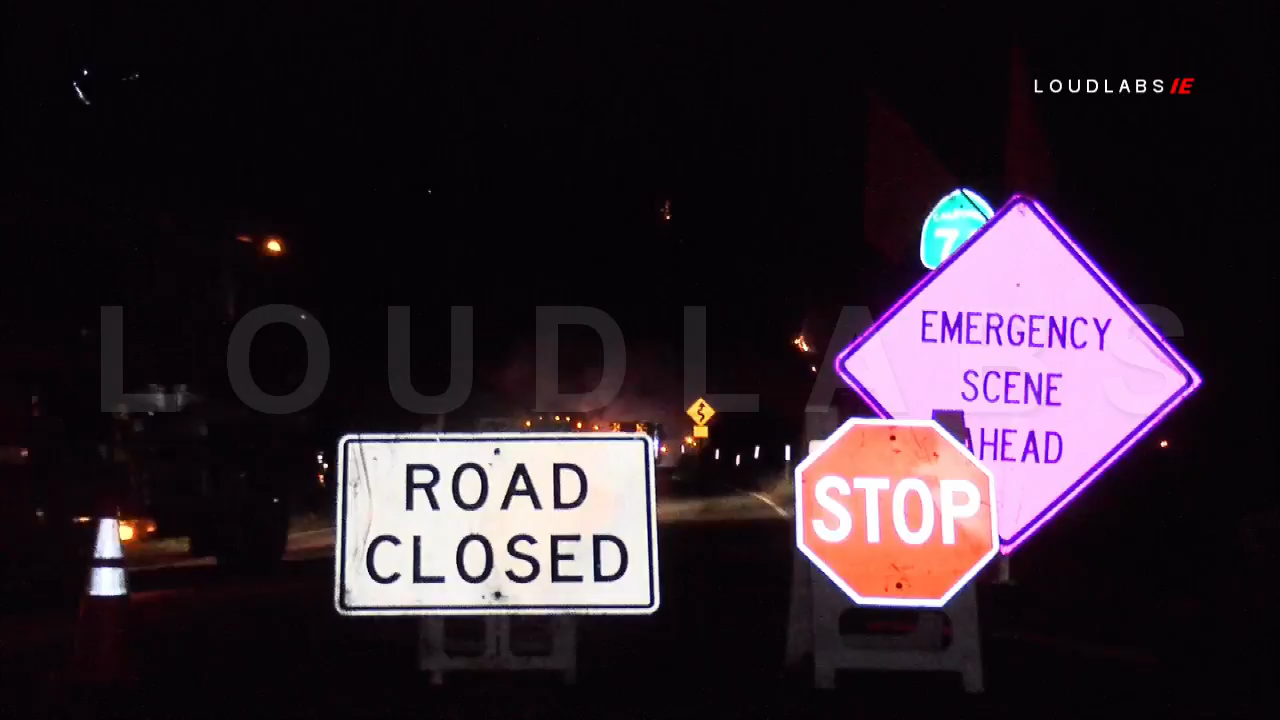 LOUDLABS IE
EMERGENCY
SCENE
AHEAD
LOUDLABS
ROAD
CLOSED
STOP